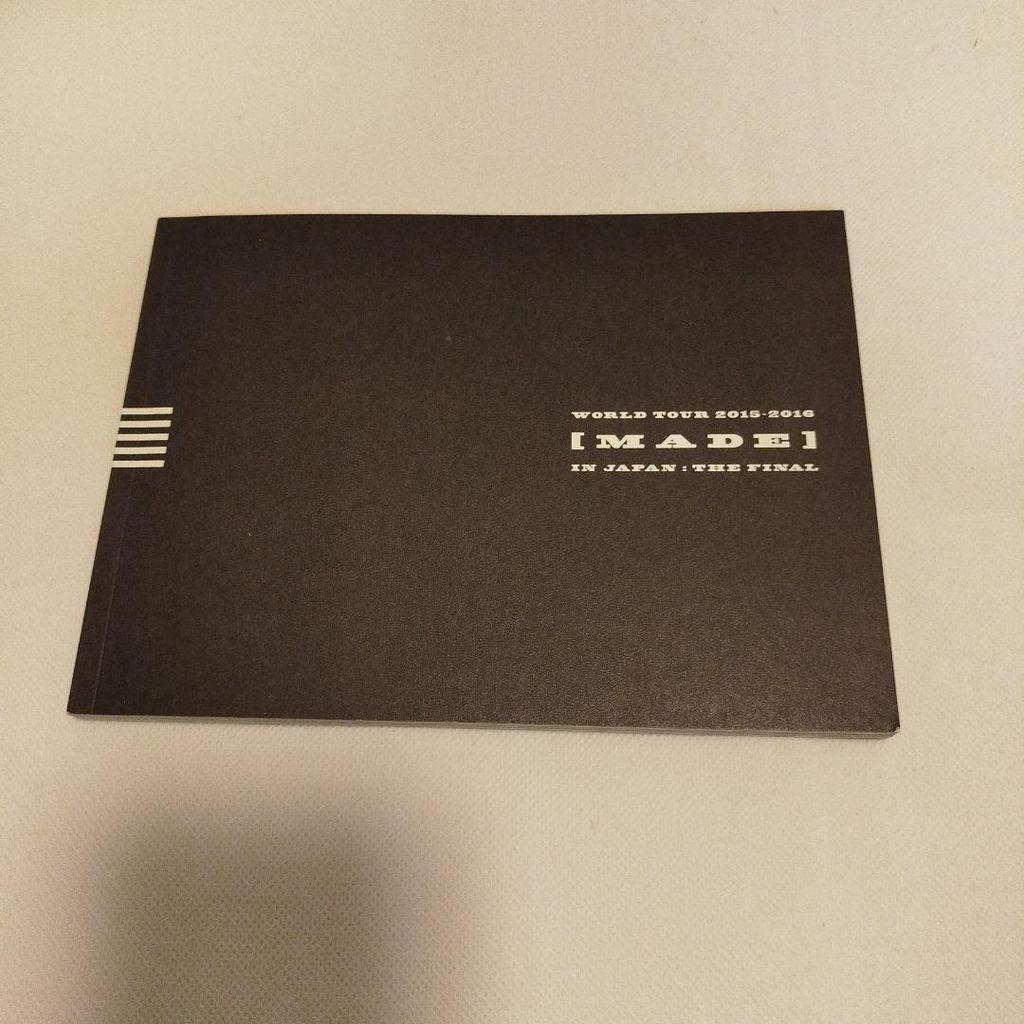 WORLD TOUR 2015-2016
[MADE]
IN JAPAN : THE FINAL